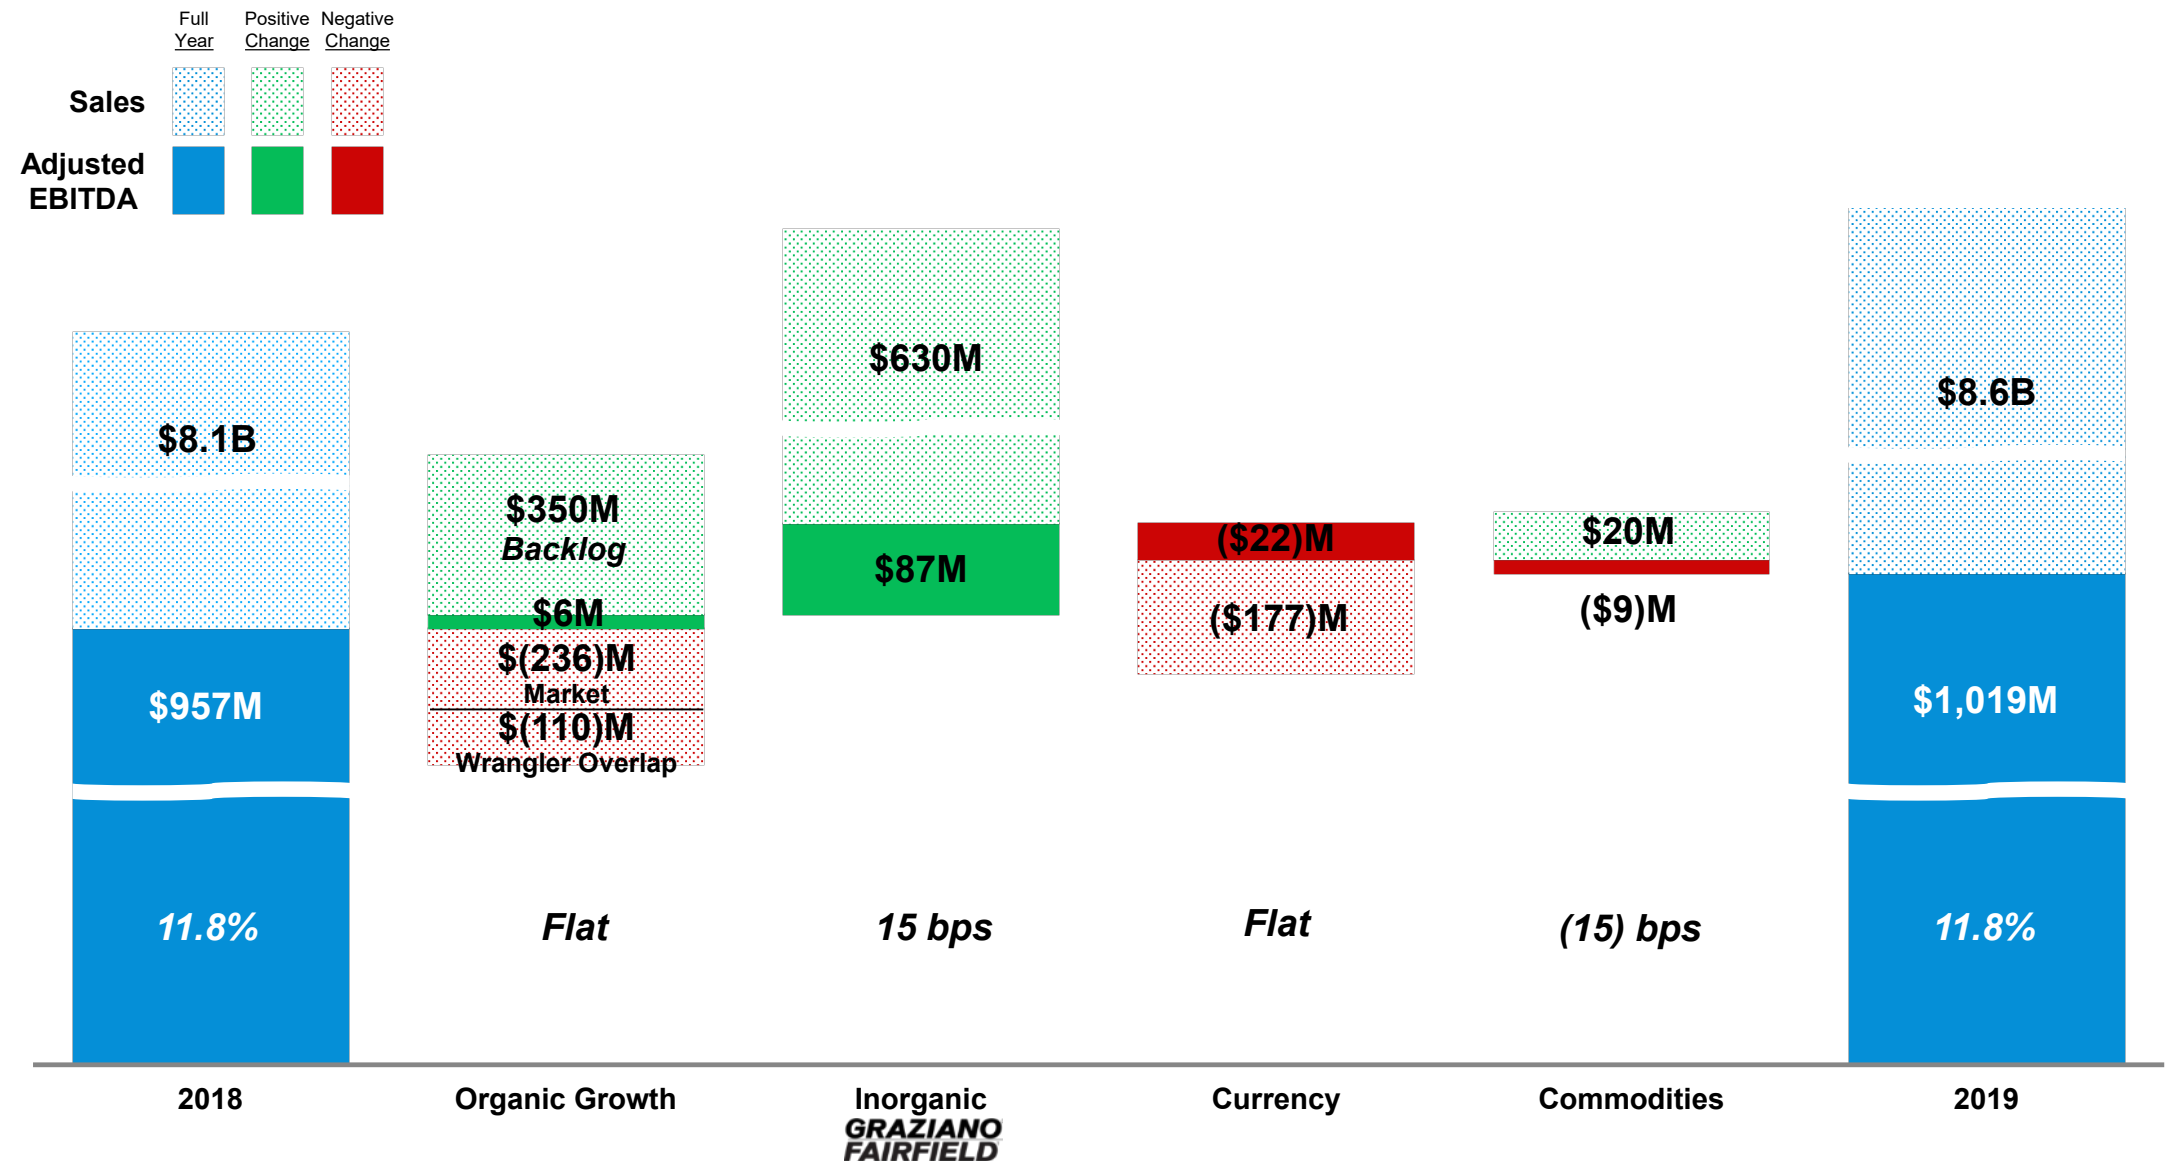 Full Positive Negative
Year Change Change
Sales
Adjusted
EBITDA
$8.1B
$957M
11.8%
$350M
Backlog
$6M
$(236)M
Market
$(110)M
Wrangler Overlap
Flat
$630M
$87M
15 bps
($22)M
($177)M
Flat
$20M
($9)M
(15) bps
$8.6B
$1,019M
11.8%
2018 Organic Growth Inorganic Currency Commodities 2019
GRAZIANO
FAIRFIELD